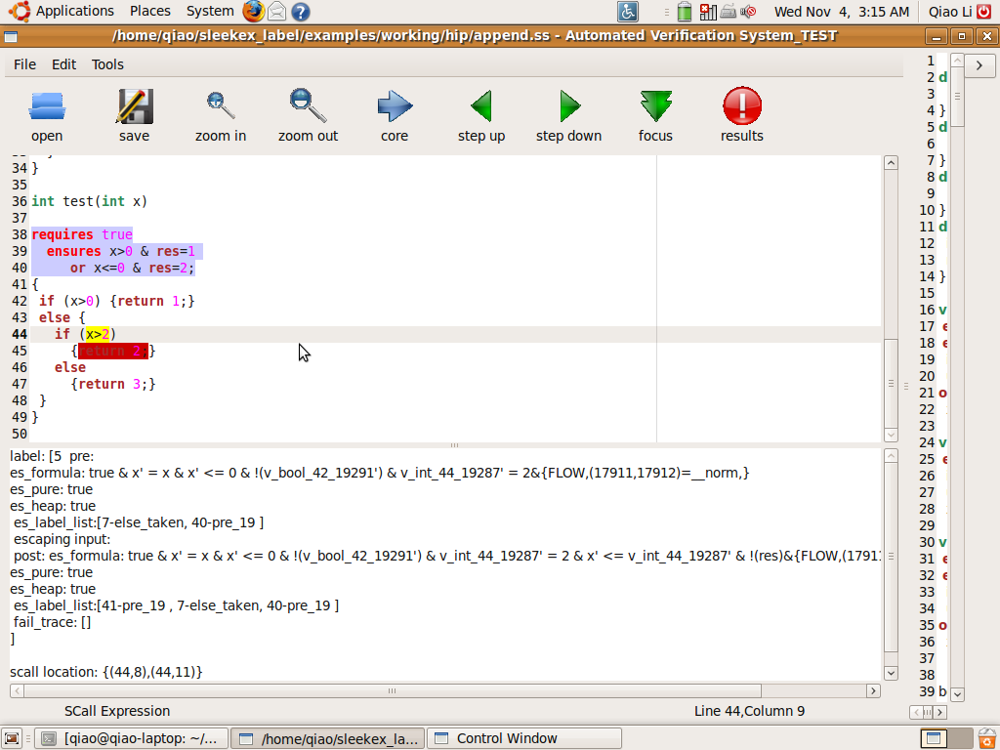 Applications Places System Wed Nov 4, 3:15 AM Qiao Li
/home/qiao/sleekex_label/examples/working/hip/append.ss - Automated Verification System_TEST
File Edit Tools
open save zoom in zoom out core step up step down focus results
34 }
35
36 int test(int x)
37
38 requires true
39 ensures x>0 & res=1
40 or x<=0 & res=2;
41 {
42 if (x>0) {return 1;}
43 else {
44 if (x>2)
45 {return 2;}
46 else
47 {return 3;}
48 }
49 }
50
label: [5 pre:
es_formula: true & x' = x & x' <= 0 & !(v_bool_42_19291') & v_int_44_19287' = 2&{FLOW,(17911,17912)=__norm,}
es_pure: true
es_heap: true
es_label_list:[7-else_taken, 40-pre_19 ]
escaping input:
post: es_formula: true & x' = x & x' <= 0 & !(v_bool_42_19291') & v_int_44_19287' = 2 & x' <= v_int_44_19287' & !(res)&{FLOW,(1791
es_pure: true
es_heap: true
es_label_list:[41-pre_19 , 7-else_taken, 40-pre_19 ]
fail_trace: []
]
scall location: {(44,8),(44,11)}
1
2 d
3
4 }
5 d
6
7 }
8 d
9
10 }
11 d
12
13
14 }
15
16 v
17 e
18 e
19
20
21 o
22
23
24 v
25 e
26
27
28
29
30 v
31 e
32 e
33
34
35 o
36
37
38
39 b
SCall Expression Line 44,Column 9
[qiao@qiao-laptop: ~/... /home/qiao/sleekex_la... Control Window